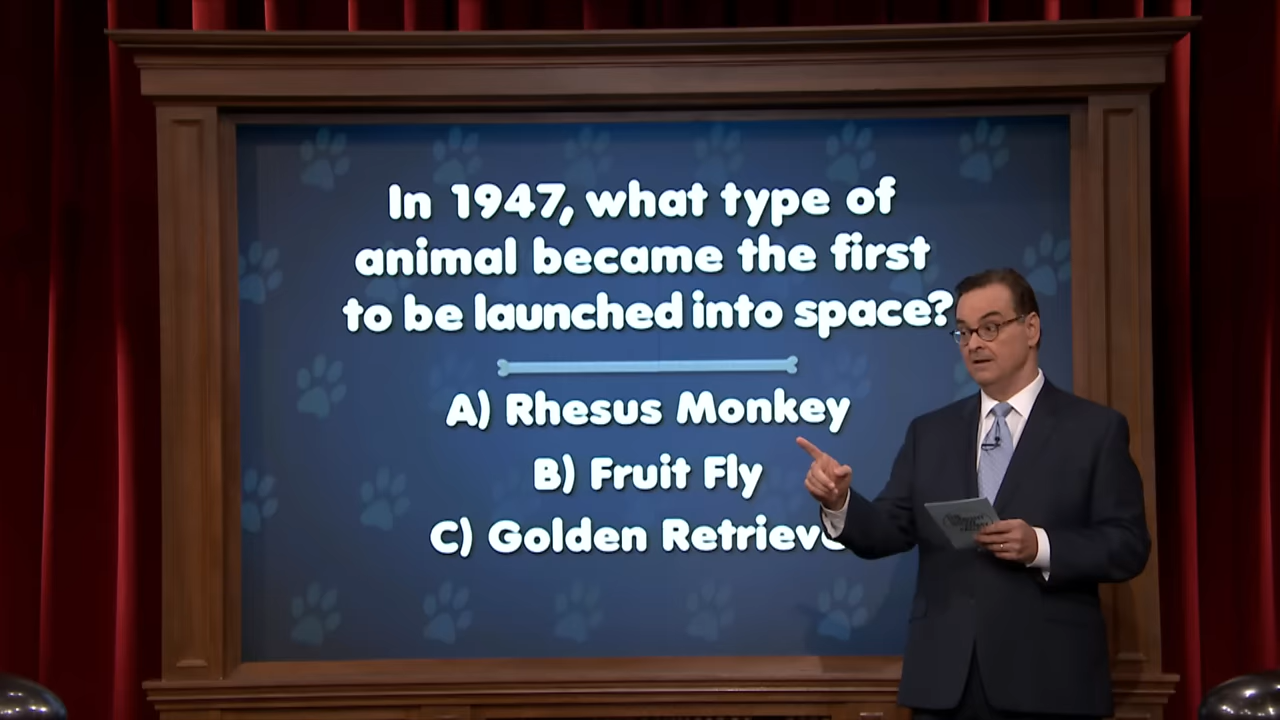 In 1947, what type of
animal became the first
to be launched into space?
A) Rhesus Monkey
B) Fruit Fly
C) Golden Retrieve